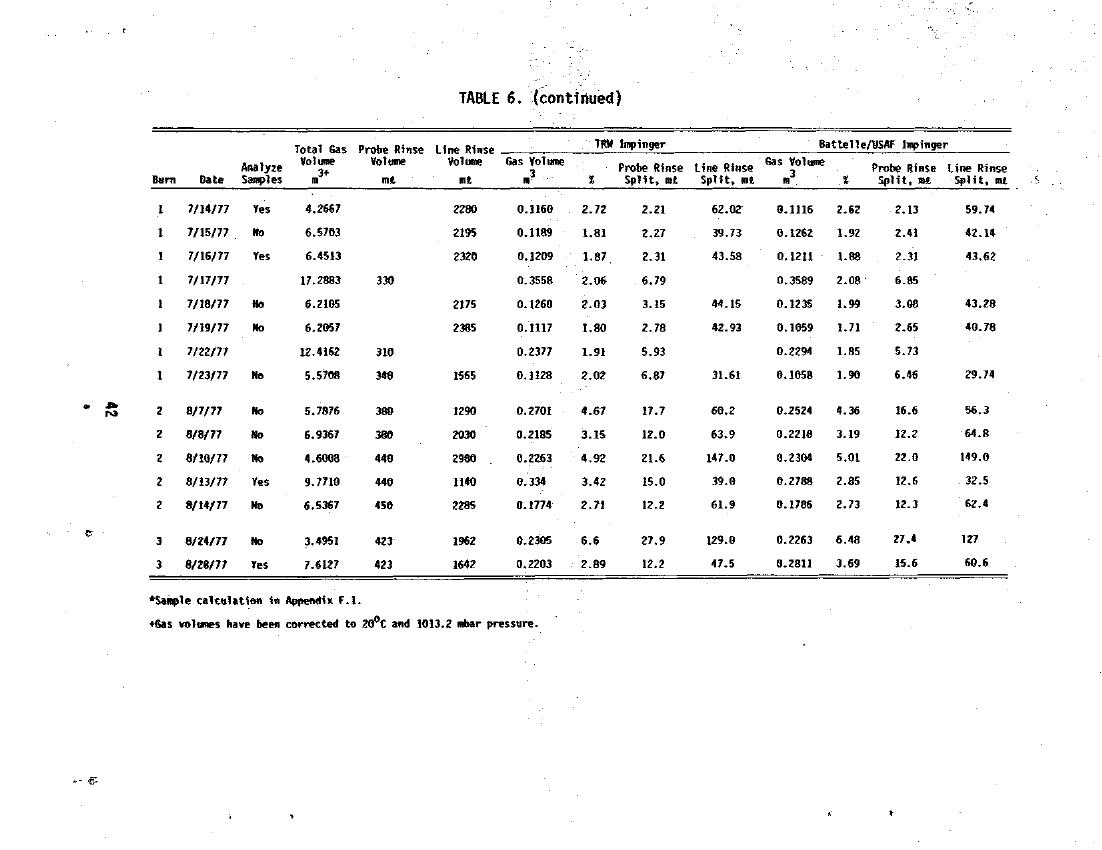 TABLE 6. (continued)
TRW Impinger Battelle/USAF Impinger
Total Gas Probe Rinse Line Rinse
Analyze Volume Volume Volume Gas Volume Probe Rinse Line Rinse Gas Volume Probe Rinse Line Rinse
Burn Date Samples m3+ mℓ mℓ m3 % Split, mℓ Split, mℓ m3 % Split, mℓ Split, mℓ
1 7/14/77 Yes 4.2667 2280 0.1160 2.72 2.21 62.02 0.1116 2.62 2.13 59.74
1 7/15/77 No 6.5703 2195 0.1189 1.81 2.27 39.73 0.1262 1.92 2.41 42.14
1 7/16/77 Yes 6.4513 2320 0.1209 1.87 2.31 43.58 0.1211 1.88 2.31 43.62
1 7/17/77 17.2883 330 0.3558 2.06 6.79 0.3589 2.08 6.85
1 7/18/77 No 6.2105 2175 0.1260 2.03 3.15 44.15 0.1235 1.99 3.08 43.28
1 7/19/77 No 6.2057 2385 0.1117 1.80 2.78 42.93 0.1059 1.71 2.65 40.78
1 7/22/77 12.4162 310 0.2377 1.91 5.93 0.2294 1.85 5.73
1 7/23/77 No 5.5708 340 1565 0.1128 2.02 6.87 31.61 0.1058 1.90 6.46 29.74
2 8/7/77 No 5.7876 380 1290 0.2701 4.67 17.7 60.2 0.2524 4.36 16.6 56.3
2 8/8/77 No 6.9367 380 2030 0.2185 3.15 12.0 63.9 0.2218 3.19 12.2 64.8
2 8/10/77 No 4.6008 440 2980 0.2263 4.92 21.6 147.0 0.2304 5.01 22.0 149.0
2 8/13/77 Yes 9.7710 440 1140 0.334 3.42 15.0 39.0 0.2788 2.85 12.6 32.5
2 8/14/77 No 6.5367 450 2285 0.1774 2.71 12.2 61.9 0.1786 2.73 12.3 62.4
3 8/24/77 No 3.4951 423 1962 0.2305 6.6 27.9 129.0 0.2263 6.48 27.4 127
3 8/28/77 Yes 7.6127 423 1642 0.2203 2.89 12.2 47.5 0.2811 3.69 15.6 60.6
*Sample calculation in Appendix F.1.
+Gas volumes have been corrected to 20°C and 1013.2 mbar pressure.
42